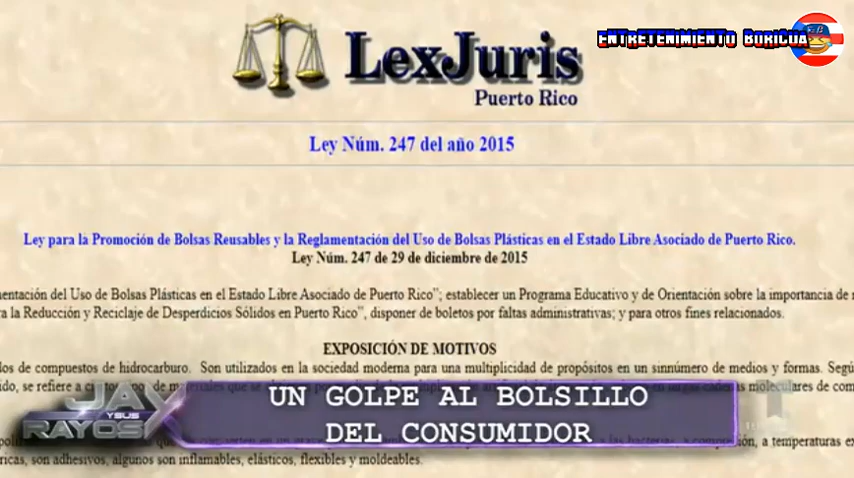 ENTRETENIMIENTO BORICUA
LexJuris
Puerto Rico
Ley Núm. 247 del año 2015
Ley para la Promoción de Bolsas Reusables y la Reglamentación del Uso de Bolsas Plásticas en el Estado Libre Asociado de Puerto Rico.
Ley Núm. 247 de 29 de diciembre de 2015
mentación del Uso de Bolsas Plásticas en el Estado Libre Asociado de Puerto Rico”; establecer un Programa Educativo y de Orientación sobre la importancia de
la Reducción y Reciclaje de Desperdicios Sólidos en Puerto Rico”, disponer de boletos por faltas administrativas; y para otros fines relacionados.
EXPOSICIÓN DE MOTIVOS
dos de compuestos de hidrocarburo. Son utilizados en la sociedad moderna para una multiplicidad de propósitos en un sinnúmero de medios y formas. Segú
ido, se refiere a de moleculares de com
JAY
Y SUS
RAYOS X
UN GOLPE AL BOLSILLO
DEL CONSUMIDOR
a temperaturas ex
ricas, son adhesivos, algunos son inflamables, elásticos, flexibles y moldeables.